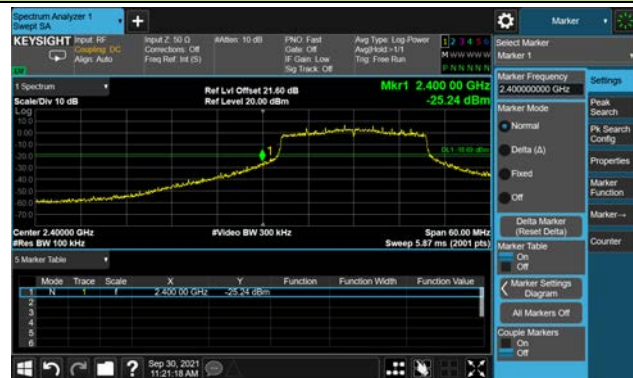 Spectrum Analyzer 1
Swept SA
+
Marker
KEYSIGHT
Input: RF
Coupling: DC
Align: Auto
Input Z: 50 Ω
Corrections: Off
Freq Ref: Int (S)
#Atten: 10 dB
PNO: Fast
Gate: Off
IF Gain: Low
Sig Track: Off
Avg Type: Log-Power
Avg|Hold:>1/1
Trig: Free Run
1 2 3 4 5 6
M W W W W W
P N N N N N
Select Marker
Marker 1
1 Spectrum
Scale/Div 10 dB
Log
Ref Lvl Offset 21.60 dB
Ref Level 20.00 dBm
Mkr1 2.400 00 GHz
-25.24 dBm
10.0
0.00
-10.0
-20.0
-30.0
-40.0
-50.0
-60.0
-70.0
1
Center 2.40000 GHz
#Res BW 100 kHz
#Video BW 300 kHz
Span 60.00 MHz
Sweep 5.87 ms (2001 pts)
5 Marker Table
Mode Trace Scale X Y Function Function Width Function Value
1 N 1 f 2.400 00 GHz -25.24 dBm
2
3
4
5
6
Marker Frequency
2.400000000 GHz
Marker Mode
Normal
Delta (Δ)
Fixed
Off
Delta Marker
(Reset Delta)
Marker Table
On
Off
Marker Settings
Diagram
All Markers Off
Couple Markers
On
Off
Settings
Peak
Search
Pk Search
Config
Properties
Marker
Function
Marker→
Counter
?
Sep 30, 2021
11:21:18 AM